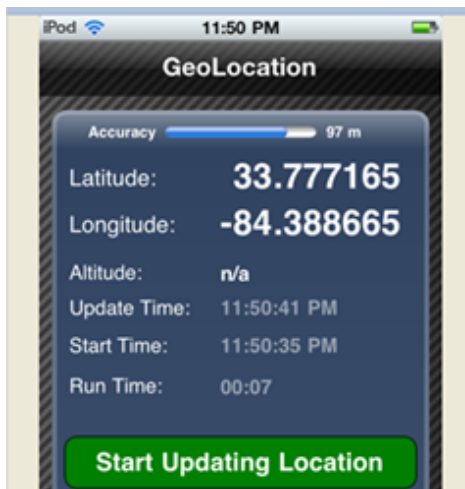 iPod 11:50 PM
GeoLocation
Accuracy 97 m
Latitude: 33.777165
Longitude: -84.388665
Altitude: n/a
Update Time: 11:50:41 PM
Start Time: 11:50:35 PM
Run Time: 00:07
Start Updating Location